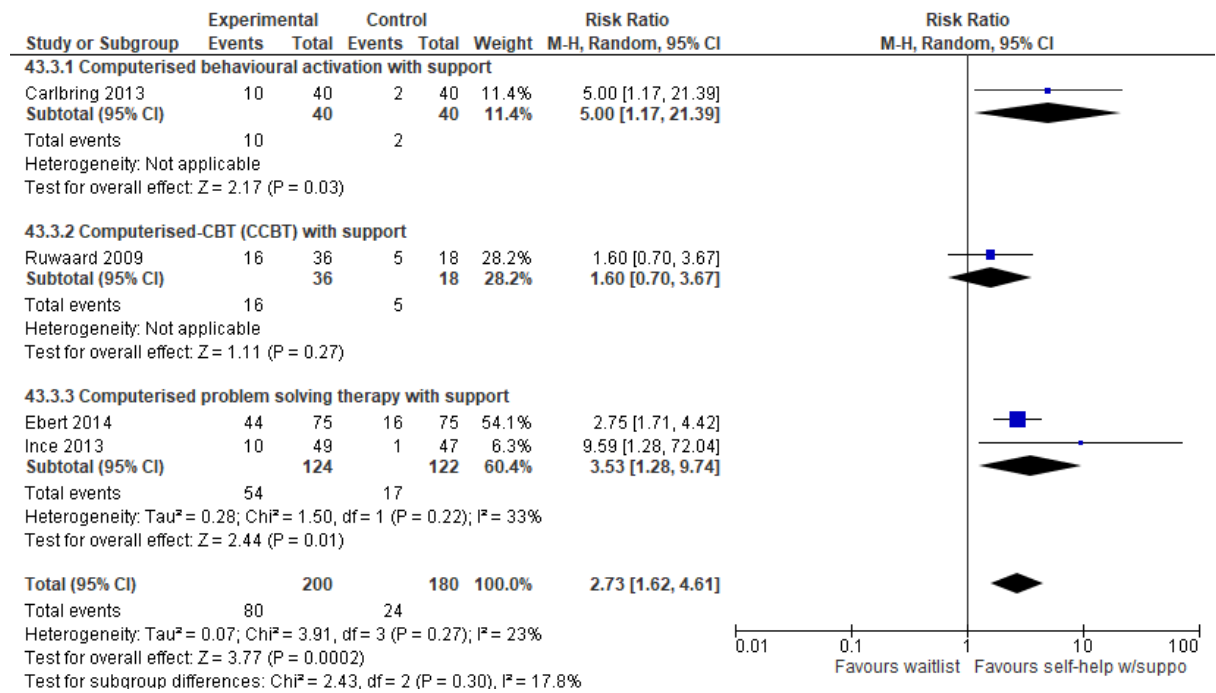 Experimental Control Risk Ratio Risk Ratio
Study or Subgroup Events Total Events Total Weight M-H, Random, 95% CI M-H, Random, 95% CI
43.3.1 Computerised behavioural activation with support
Carlbring 2013 10 40 2 40 11.4% 5.00 [1.17, 21.39]
Subtotal (95% CI) 40 40 11.4% 5.00 [1.17, 21.39]
Total events 10 2
Heterogeneity: Not applicable
Test for overall effect: Z = 2.17 (P = 0.03)
43.3.2 Computerised-CBT (CCBT) with support
Ruwaard 2009 16 36 5 18 28.2% 1.60 [0.70, 3.67]
Subtotal (95% CI) 36 18 28.2% 1.60 [0.70, 3.67]
Total events 16 5
Heterogeneity: Not applicable
Test for overall effect: Z = 1.11 (P = 0.27)
43.3.3 Computerised problem solving therapy with support
Ebert 2014 44 75 16 75 54.1% 2.75 [1.71, 4.42]
Ince 2013 10 49 1 47 6.3% 9.59 [1.28, 72.04]
Subtotal (95% CI) 124 122 60.4% 3.53 [1.28, 9.74]
Total events 54 17
Heterogeneity: Tau² = 0.28; Chi² = 1.50, df = 1 (P = 0.22); I² = 33%
Test for overall effect: Z = 2.44 (P = 0.01)
Total (95% CI) 200 180 100.0% 2.73 [1.62, 4.61]
Total events 80 24
Heterogeneity: Tau² = 0.07; Chi² = 3.91, df = 3 (P = 0.27); I² = 23%
Test for overall effect: Z = 3.77 (P = 0.0002)
Test for subgroup differences: Chi² = 2.43, df = 2 (P = 0.30), I² = 17.8%
0.01 0.1 1 10 100
Favours waitlist Favours self-help w/suppo